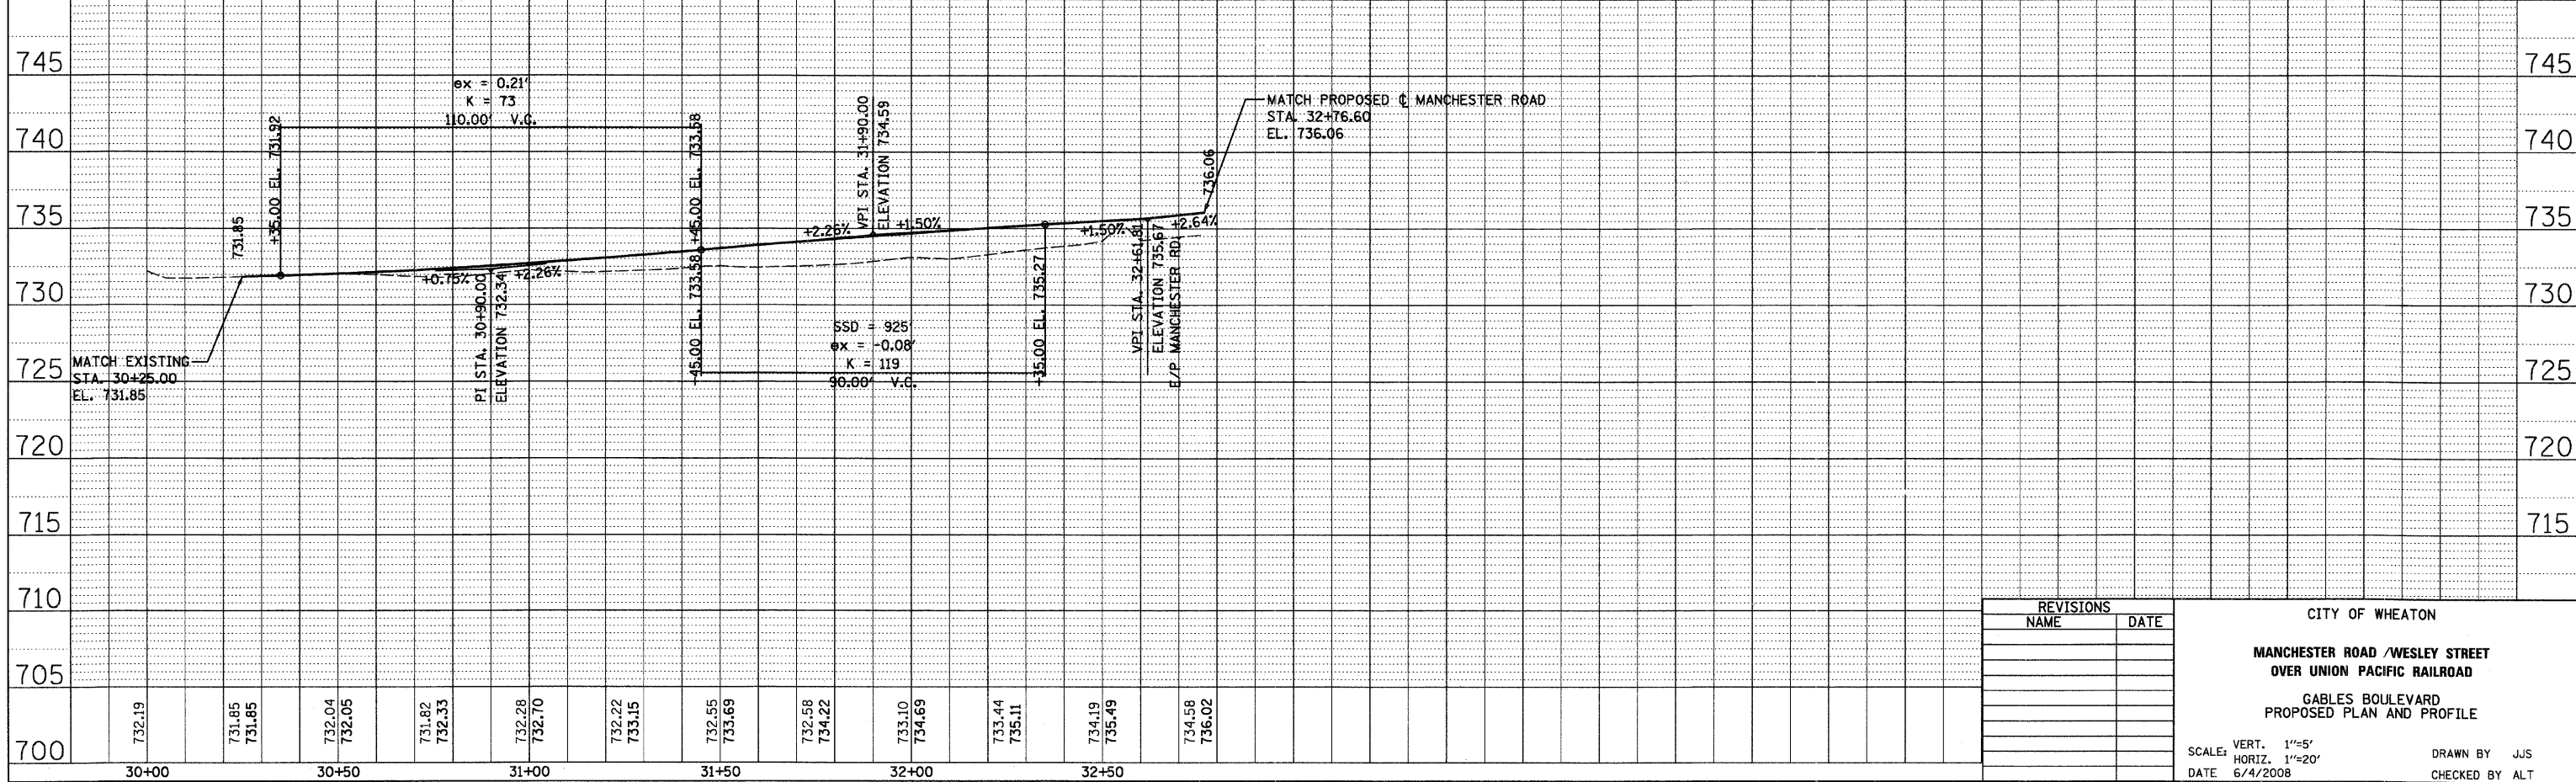 745
740
735
730
725
720
715
710
705
700
745
740
735
730
725
720
715
ex = 0.21'
K = 73
110.00' V.C.
+35.00 EL. 731.92
731.85
+45.00 EL. 733.58
VPI STA. 31+90.00
ELEVATION 734.59
MATCH PROPOSED ℄ MANCHESTER ROAD
STA. 32+76.60
EL. 736.06
736.06
+2.26%
+1.50%
+1.50%
+2.64%
+0.75%
+2.26%
PI STA. 30+90.00
ELEVATION 732.34
+45.00 EL. 733.58
SSD = 925'
ex = -0.08'
K = 119
90.00' V.C.
+35.00 EL. 735.27
VPI STA. 32+61.81
ELEVATION 735.67
E/P MANCHESTER RD.
MATCH EXISTING
STA. 30+25.00
EL. 731.85
732.19
731.85
731.85
732.04
732.05
731.82
732.33
732.28
732.70
732.22
733.15
732.55
733.69
732.58
734.22
733.10
734.69
733.44
735.11
734.19
735.49
734.58
736.02
30+00
30+50
31+00
31+50
32+00
32+50
REVISIONS
NAME DATE
CITY OF WHEATON
MANCHESTER ROAD /WESLEY STREET
OVER UNION PACIFIC RAILROAD
GABLES BOULEVARD
PROPOSED PLAN AND PROFILE
SCALE: VERT. 1"=5'
HORIZ. 1"=20'
DATE 6/4/2008
DRAWN BY JJS
CHECKED BY ALT